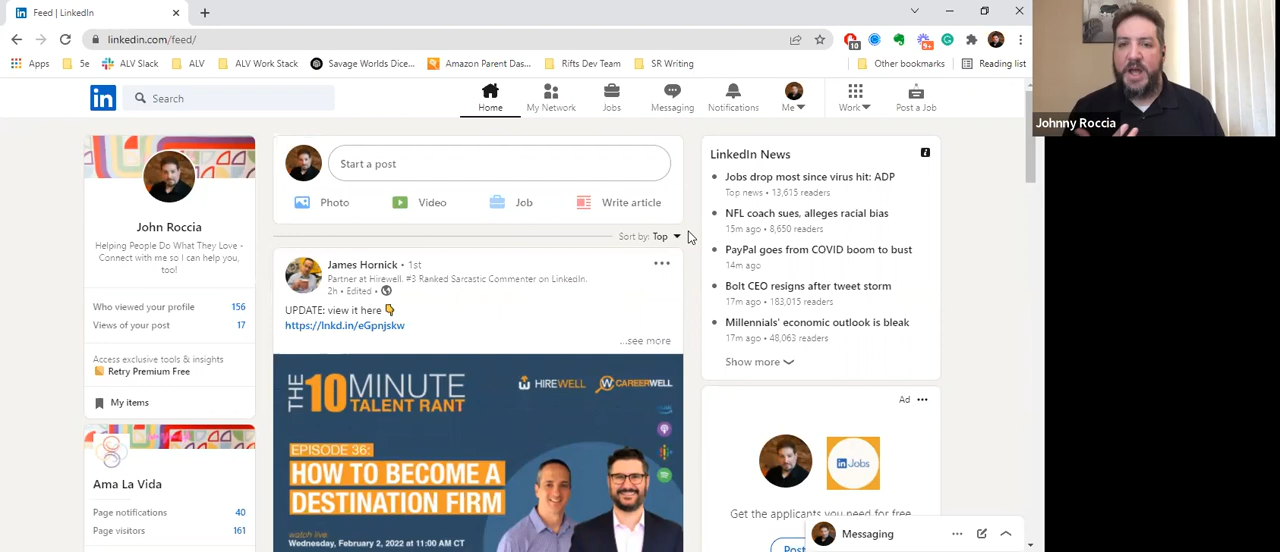 Feed | LinkedIn
linkedin.com/feed/
10
9+
Apps
5e
ALV Slack
ALV
ALV Work Stack
Savage Worlds Dice...
Amazon Parent Das...
Rifts Dev Team
SR Writing
Other bookmarks
Reading list
in
Search
Home
My Network
Jobs
Messaging
Notifications
Me
Work
Post a Job
Johnny Roccia
John Roccia
Helping People Do What They Love -
Connect with me so I can help you,
too!
Who viewed your profile 156
Views of your post 17
Access exclusive tools & insights
Retry Premium Free
My items
Ama La Vida
Page notifications 40
Page visitors 161
Start a post
Photo
Video
Job
Write article
Sort by: Top
James Hornick • 1st
Partner at Hirewell. #3 Ranked Sarcastic Commenter on LinkedIn.
2h • Edited •
UPDATE: view it here
https://lnkd.in/eGpnjskw
...see more
THE 10 MINUTE
TALENT RANT
HIREWELL
CAREERWELL
EPISODE 36:
HOW TO BECOME A
DESTINATION FIRM
watch live
Wednesday, February 2, 2022 at 11:00 AM CT
LinkedIn News
Jobs drop most since virus hit: ADP
Top news • 13,615 readers
NFL coach sues, alleges racial bias
15m ago • 8,650 readers
PayPal goes from COVID boom to bust
14m ago
Bolt CEO resigns after tweet storm
17m ago • 183,015 readers
Millennials' economic outlook is bleak
17m ago • 48,063 readers
Show more
Ad
in Jobs
Get the applicants you need for free
Post
Messaging